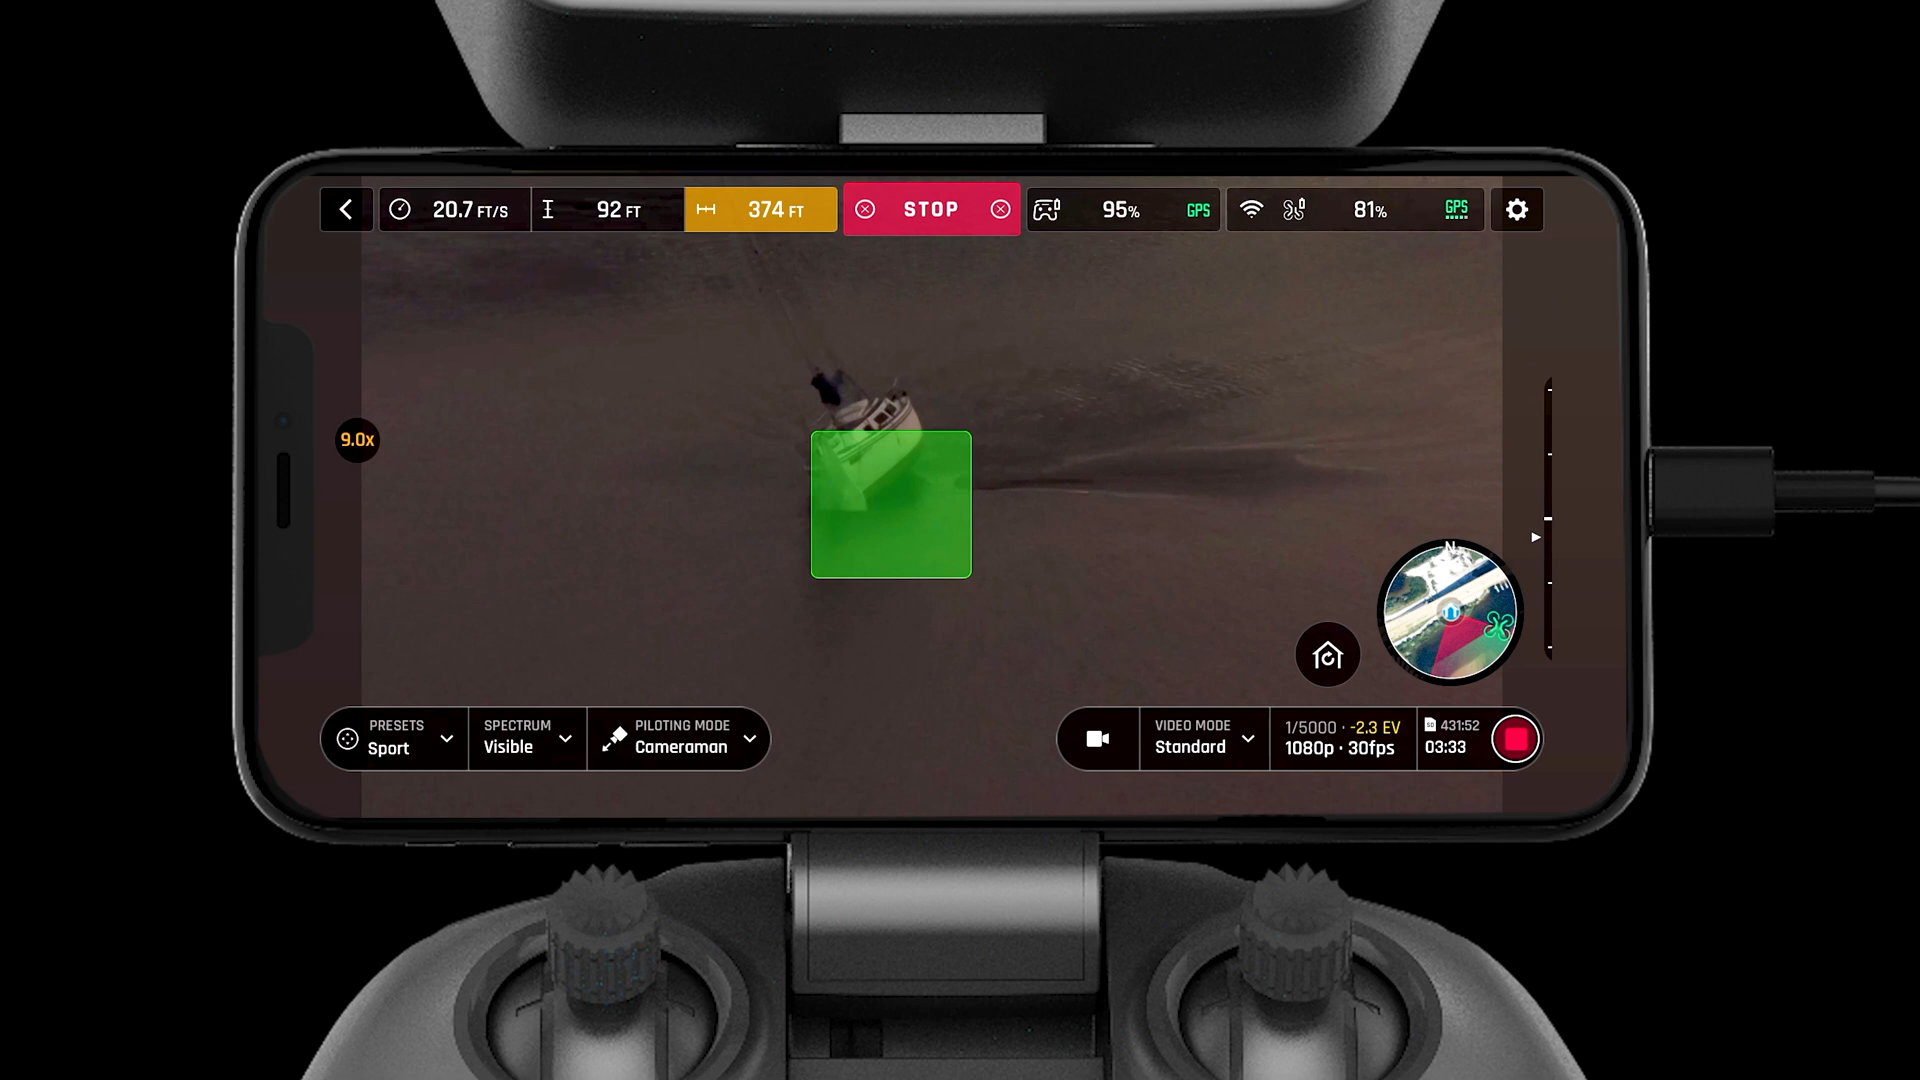 20.7 FT/S
92 FT
374 FT
STOP
95%
GPS
81%
GPS
9.0x
N
PRESETS
Sport
SPECTRUM
Visible
PILOTING MODE
Cameraman
VIDEO MODE
Standard
1/5000 · -2.3 EV
1080p · 30fps
SD 431:52
03:33